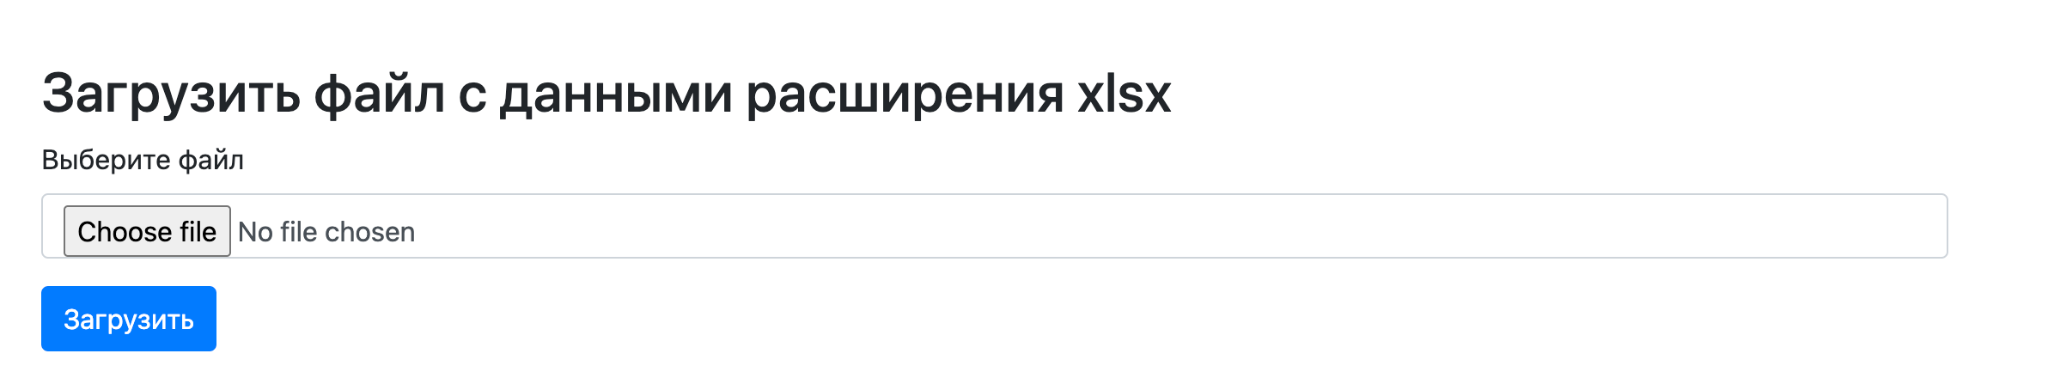 Загрузить файл с данными расширения xlsx
Выберите файл
Choose file No file chosen
Загрузить